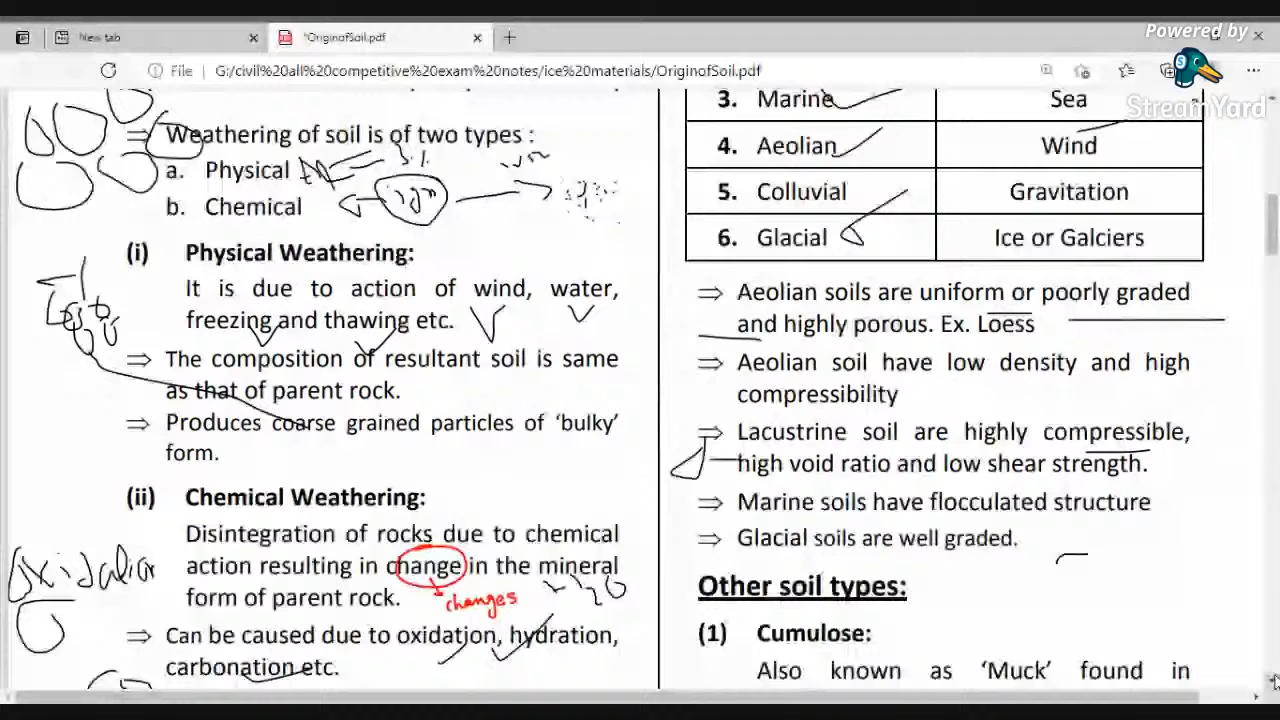 New tab
*OriginofSoil.pdf
Powered by
File
G:/civil%20all%20competitive%20exam%20notes/ice%20materials/OriginofSoil.pdf
StreamYard
⇒ Weathering of soil is of two types :
a. Physical
b. Chemical
(i) Physical Weathering:
It is due to action of wind, water,
freezing and thawing etc.
⇒ The composition of resultant soil is same
as that of parent rock.
⇒ Produces coarse grained particles of ‘bulky’
form.
(ii) Chemical Weathering:
Disintegration of rocks due to chemical
action resulting in change in the mineral
form of parent rock.
changes
oxidation
⇒ Can be caused due to oxidation, hydration,
carbonation etc.
3. Marine Sea
4. Aeolian Wind
5. Colluvial Gravitation
6. Glacial Ice or Galciers
⇒ Aeolian soils are uniform or poorly graded
and highly porous. Ex. Loess
⇒ Aeolian soil have low density and high
compressibility
⇒ Lacustrine soil are highly compressible,
high void ratio and low shear strength.
⇒ Marine soils have flocculated structure
⇒ Glacial soils are well graded.
Other soil types:
(1) Cumulose:
Also known as ‘Muck’ found in